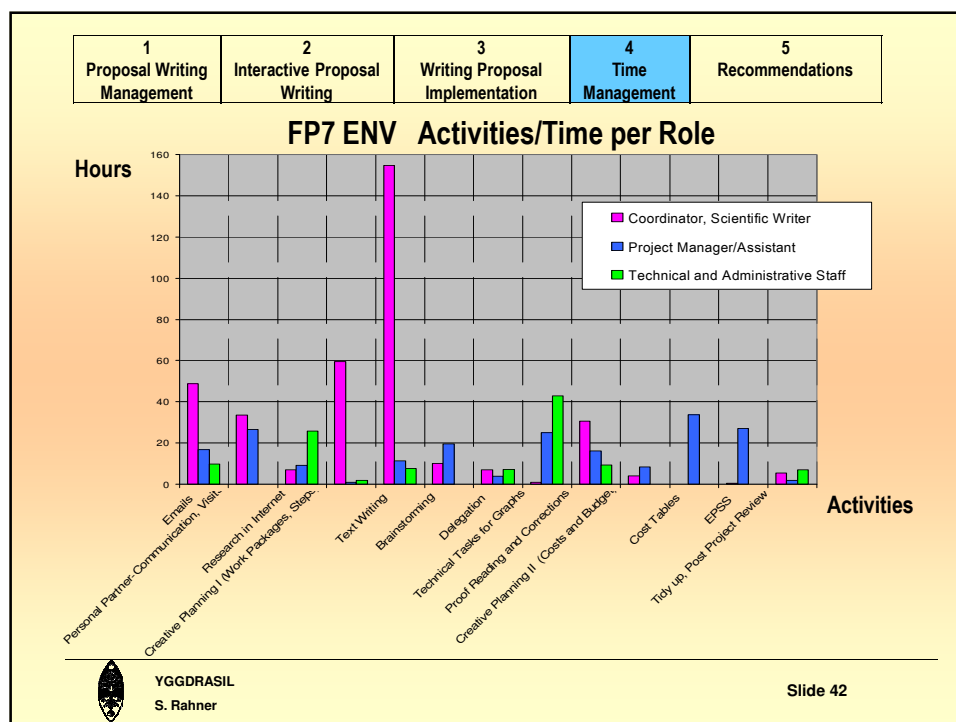 1
Proposal Writing
Management
2
Interactive Proposal
Writing
3
Writing Proposal
Implementation
4
Time
Management
5
Recommendations
FP7 ENV Activities/Time per Role
Hours
160
140
120
100
80
60
40
20
0
Coordinator, Scientific Writer
Project Manager/Assistant
Technical and Administrative Staff
Emails
Personal Partner-Communication, Visit.
Research in Internet
Creative Planning I (Work Packages, Step.
Text Writing
Brainstorming
Delegation
Technical Tasks for Graphs
Proof Reading and Corrections
Creative Planning II (Costs and Budget,
Cost Tables
EPSS
Tidy up, Post Project Review
Activities
YGGDRASIL
S. Rahner
Slide 42